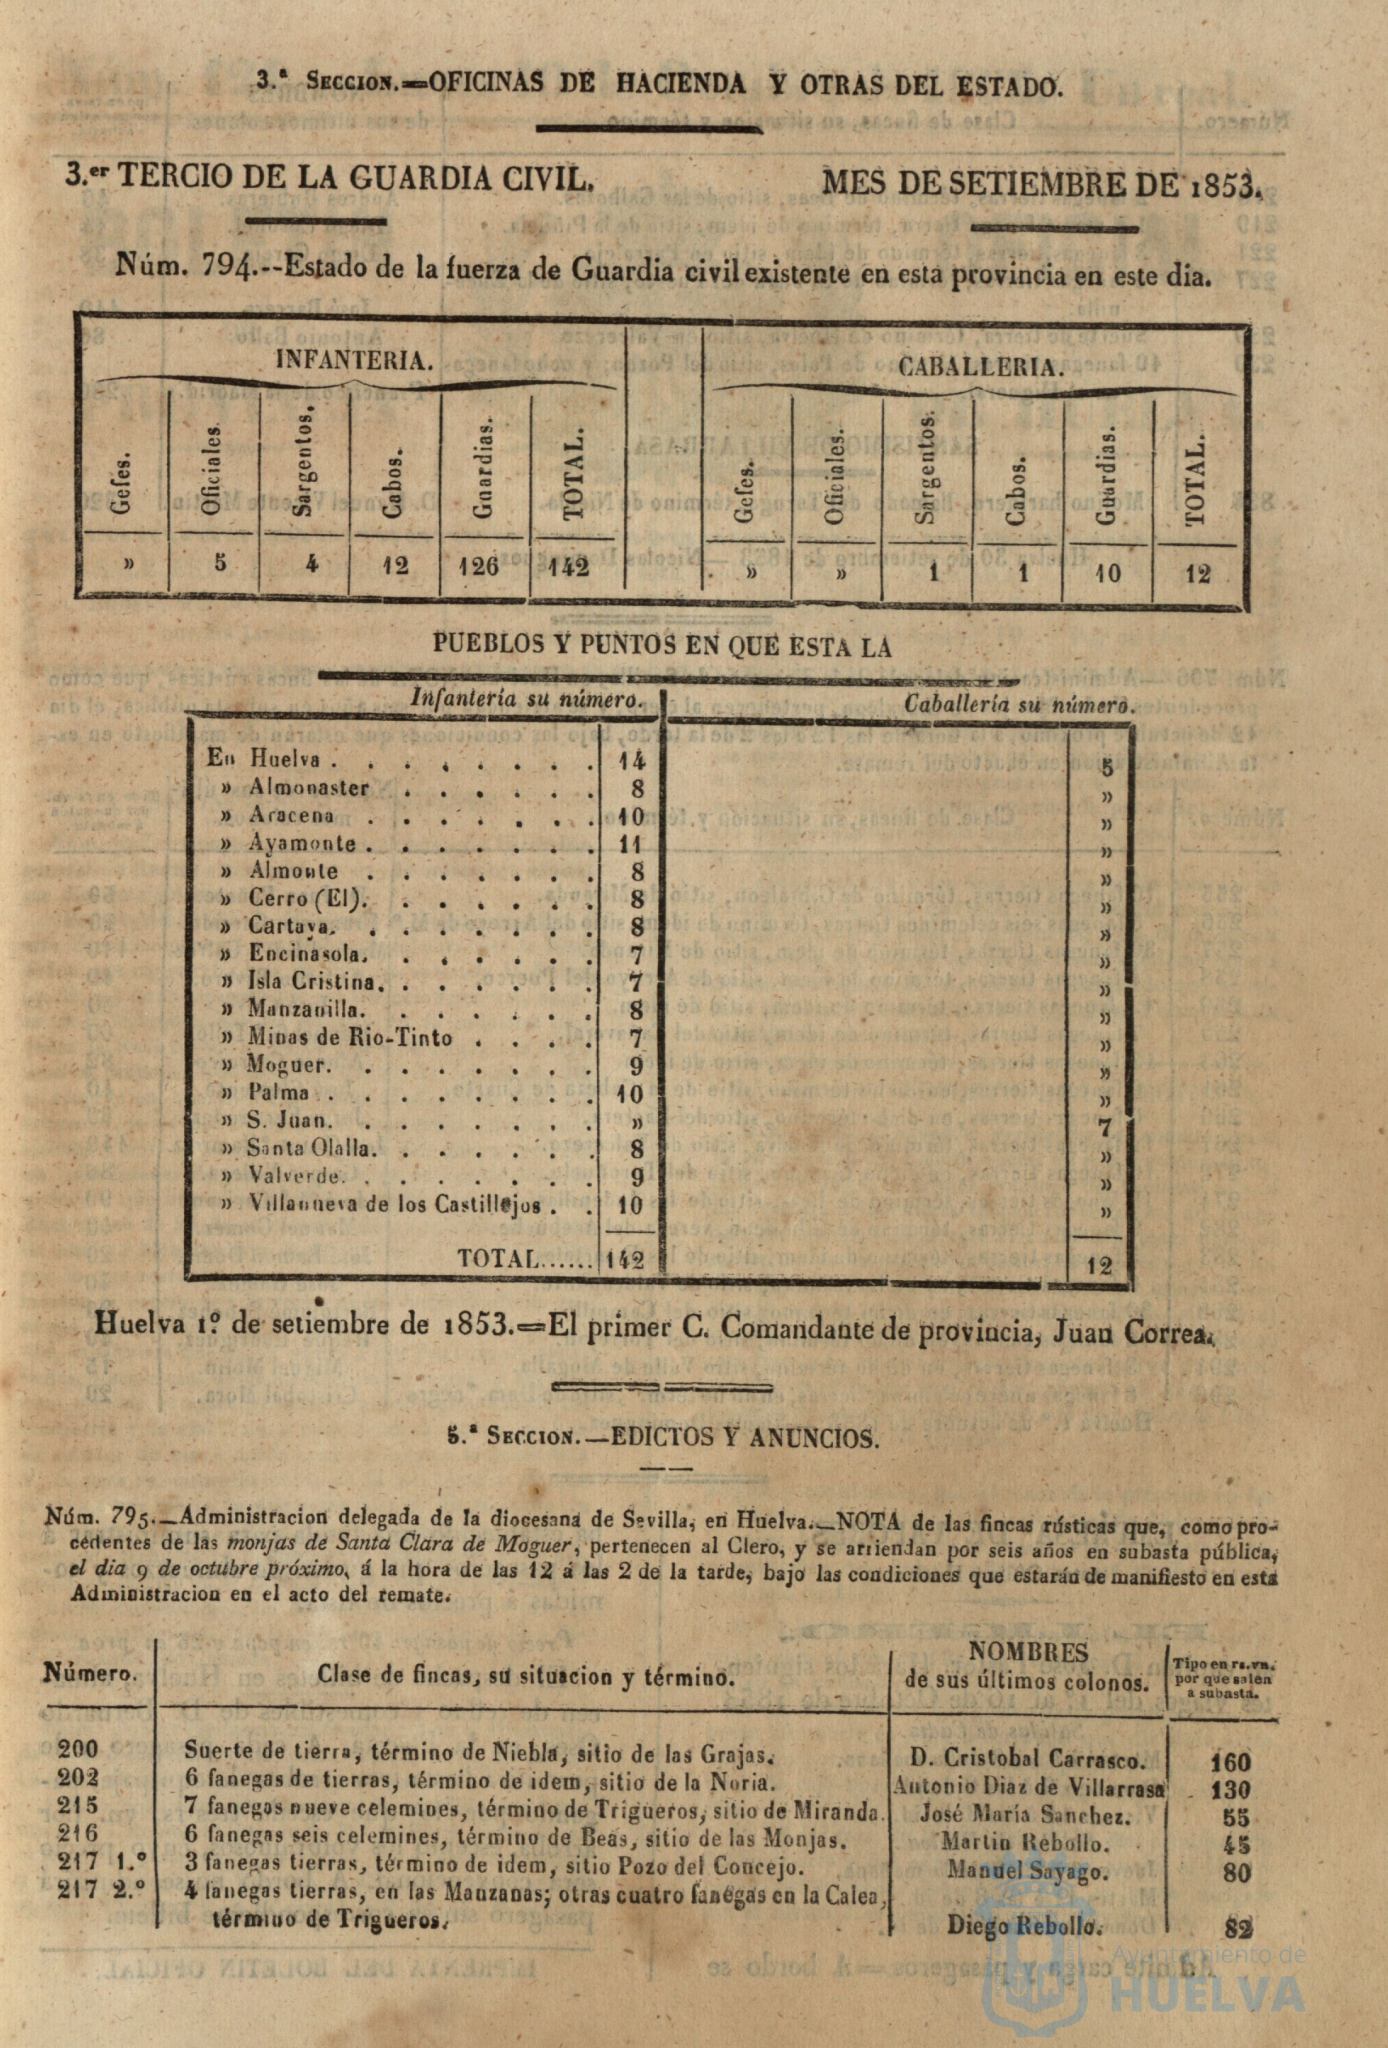 3.ª SECCION.=OFICINAS DE HACIENDA Y OTRAS DEL ESTADO.
3.er TERCIO DE LA GUARDIA CIVIL. MES DE SETIEMBRE DE 1853.
Núm. 794.--Estado de la fuerza de Guardia civil existente en esta provincia en este dia.
INFANTERIA. CABALLERIA.
Gefes. Oficiales. Sargentos. Cabos. Guardias. TOTAL. Gefes. Oficiales. Sargentos. Cabos. Guardias. TOTAL.
» 5 4 12 126 142 » » 1 1 10 12
PUEBLOS Y PUNTOS EN QUE ESTA LA
Infantería su número. Caballería su número.
En Huelva . . . . . . . . 14 5
» Almonaster . . . . . . 8 »
» Aracena . . . . . . . 10 »
» Ayamonte . . . . . . . 11 »
» Almonte . . . . . . . 8 »
» Cerro (El). . . . . . . 8 »
» Cartaya. . . . . . . . 8 »
» Encinasola. . . . . . . 7 »
» Isla Cristina. . . . . . . 7 »
» Manzanilla. . . . . . . 8 »
» Minas de Rio-Tinto . . . . 7 »
» Moguer. . . . . . . . 9 »
» Palma . . . . . . . . 10 »
» S. Juan. . . . . . . . » 7
» Santa Olalla. . . . . . . 8 »
» Valverde. . . . . . . . 9 »
» Villanueva de los Castillejos . . 10 »
TOTAL...... 142 12
Huelva 1.º de setiembre de 1853.=El primer C. Comandante de provincia, Juan Correa.
5.ª SECCION.—EDICTOS Y ANUNCIOS.
Núm. 795.—Administracion delegada de la diocesana de Sevilla, en Huelva.—NOTA de las fincas rústicas que, como pro-
cedentes de las monjas de Santa Clara de Moguer, pertenecen al Clero, y se arriendan por seis años en subasta pública,
el dia 9 de octubre próximo, á la hora de las 12 á las 2 de la tarde, bajo las condiciones que estarán de manifiesto en esta
Administracion en el acto del remate.
Número. Clase de fincas, su situacion y término. NOMBRES de sus últimos colonos. Tipo en rs. vn. por que salen a subasta.
200 Suerte de tierra, término de Niebla, sitio de las Grajas. D. Cristobal Carrasco. 160
202 6 fanegas de tierras, término de idem, sitio de la Noria. Antonio Diaz de Villarrasa 130
215 7 fanegas nueve celemines, término de Trigueros, sitio de Miranda. José María Sanchez. 55
216 6 fanegas seis celemines, término de Beas, sitio de las Monjas. Martin Rebollo. 45
217 1.º 3 fanegas tierras, término de idem, sitio Pozo del Concejo. Manuel Sayago. 80
217 2.º 4 fanegas tierras, en las Manzanas; otras cuatro fanegas en la Calea,
término de Trigueros. Diego Rebollo. 82
Ayuntamiento de
HUELVA